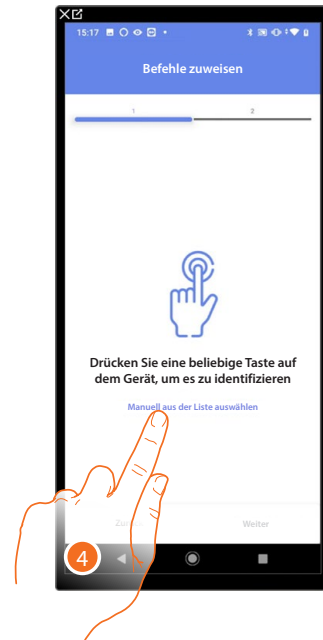 15:17
Befehle zuweisen
1 2
Drücken Sie eine beliebige Taste auf
dem Gerät, um es zu identifizieren
Manuell aus der Liste auswählen
Weiter
4